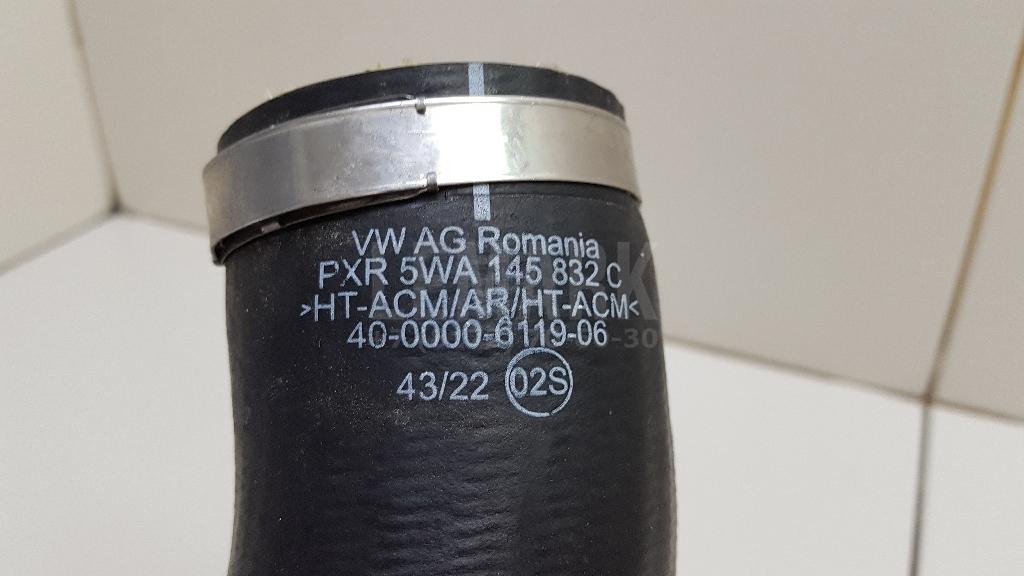 VW AG Romania
PXR 5WA 145 832 C
>HT-ACM/AR/HT-ACM<
40-0000-6119-06
43/22 02S